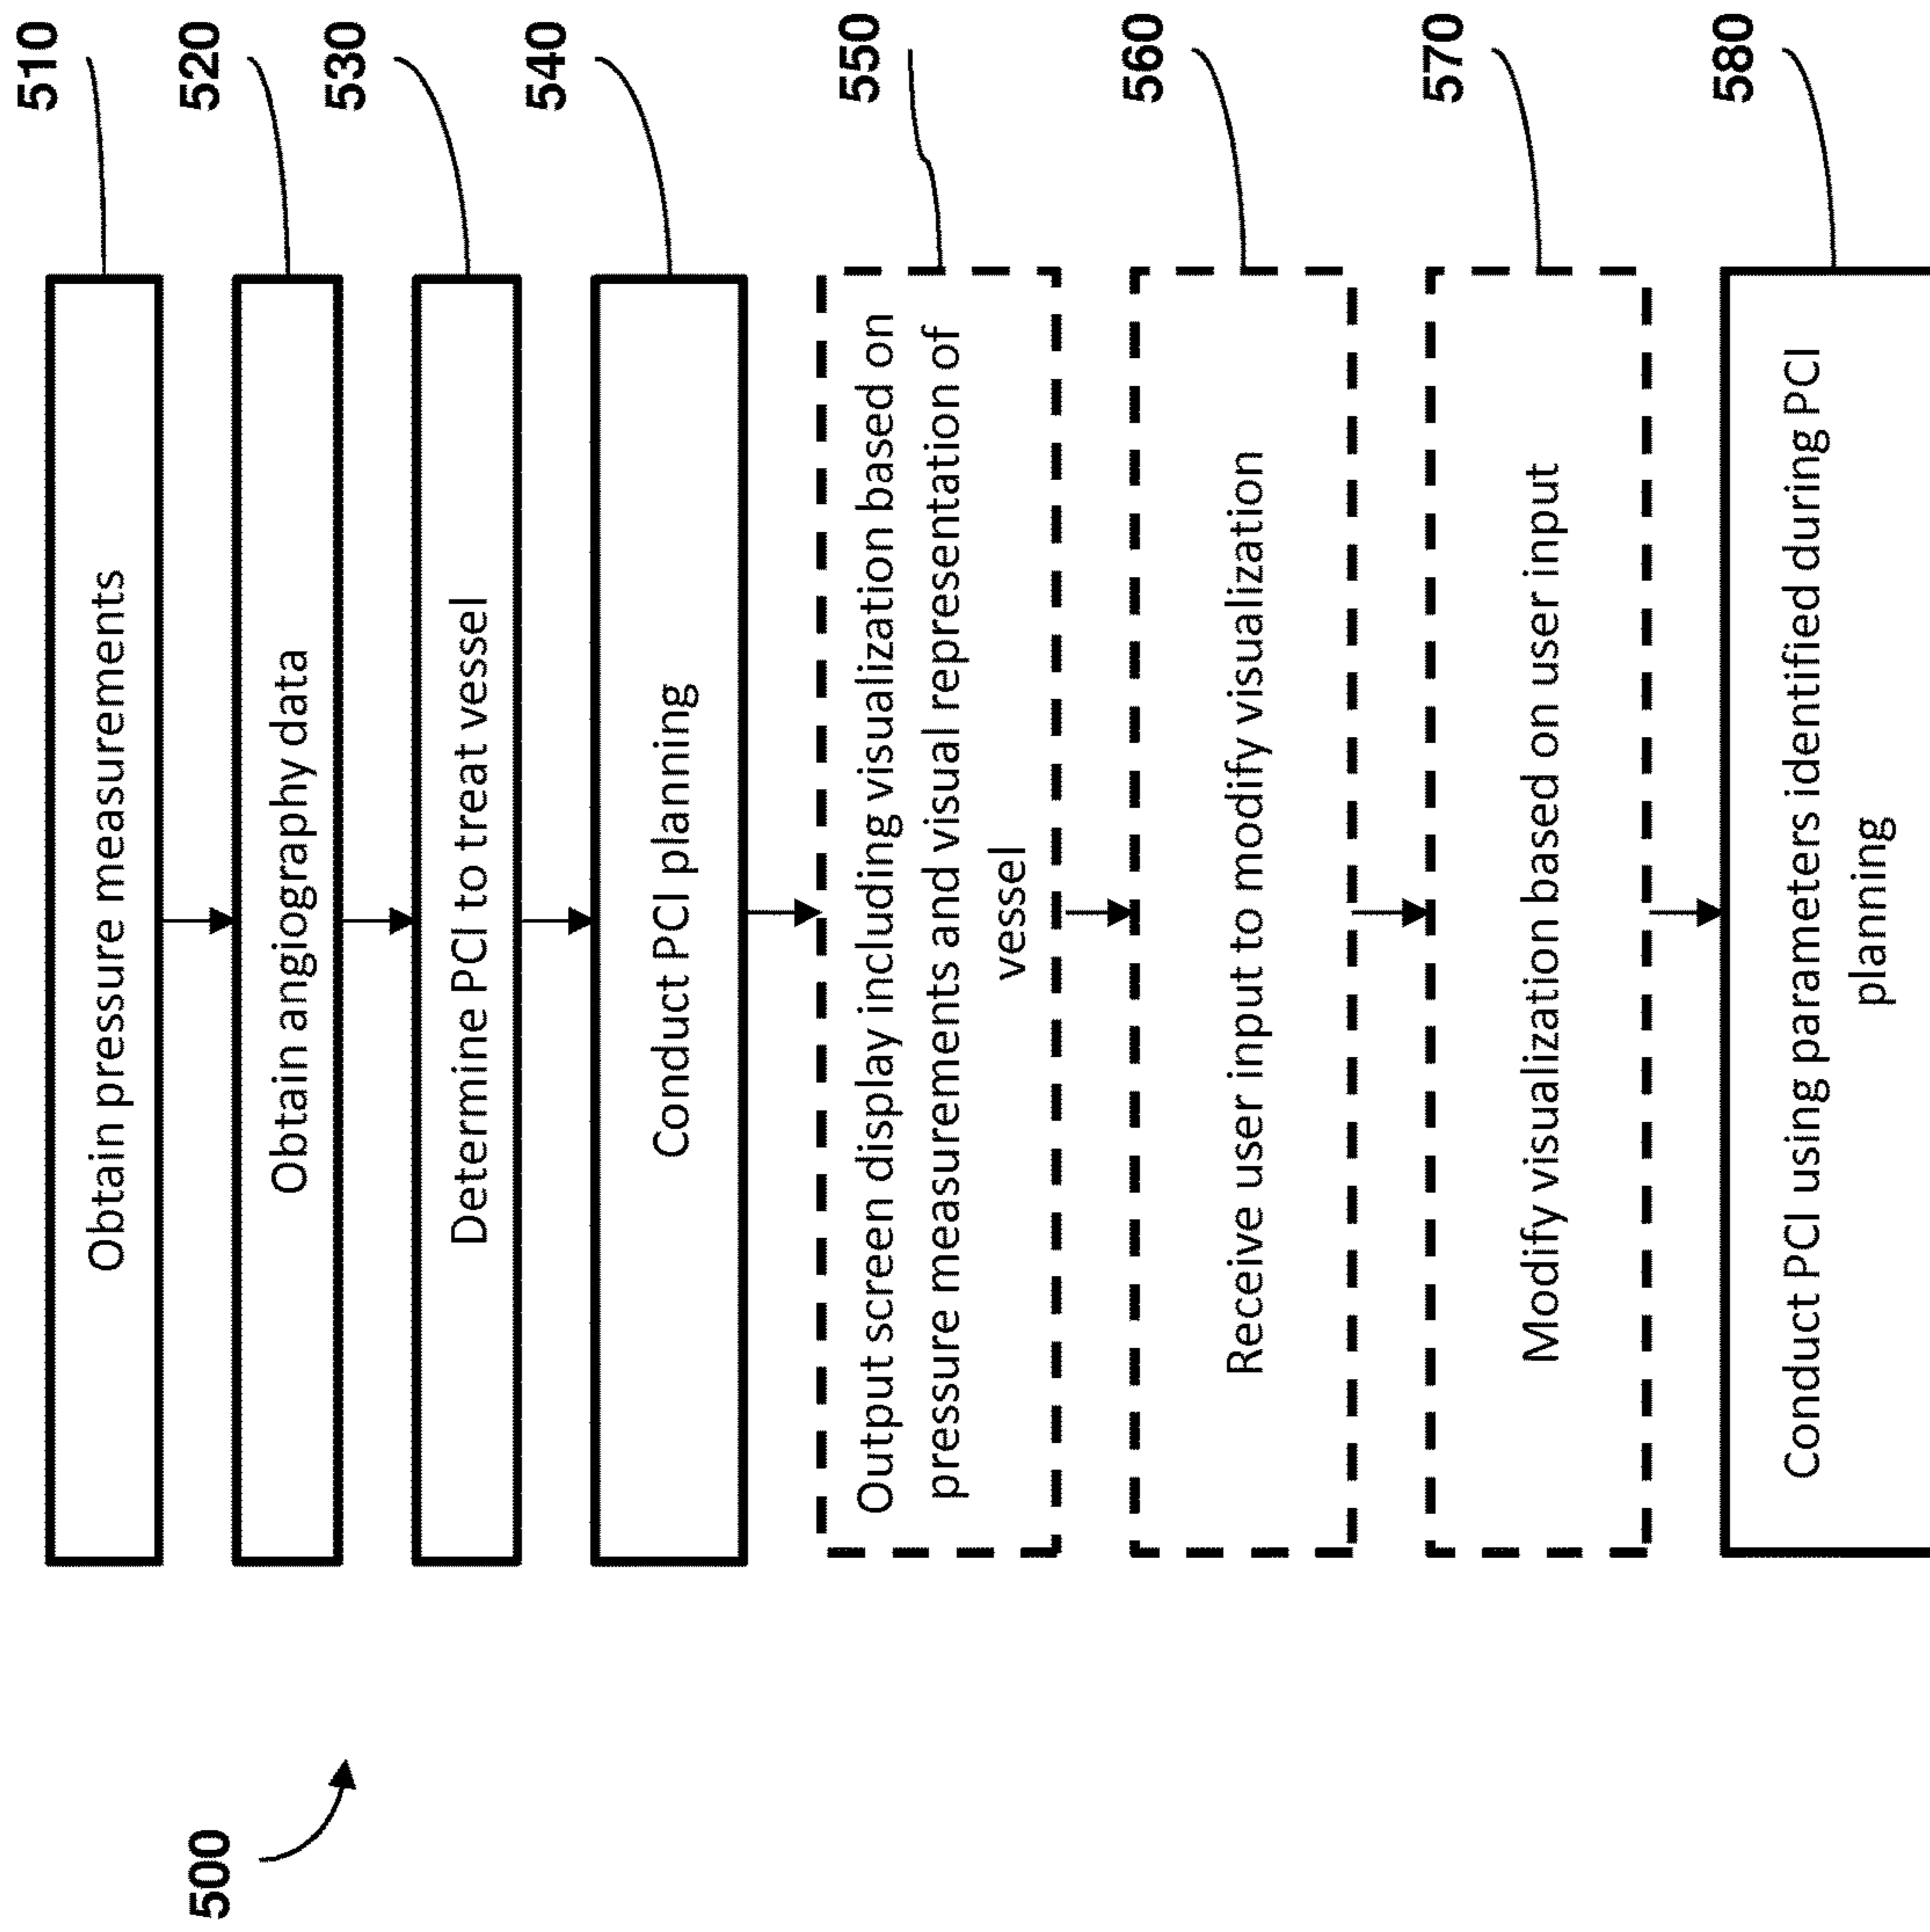 500
510
Obtain pressure measurements
520
Obtain angiography data
530
Determine PCI to treat vessel
540
Conduct PCI planning
550
Output screen display including visualization based on
pressure measurements and visual representation of
vessel
560
Receive user input to modify visualization
570
Modify visualization based on user input
580
Conduct PCI using parameters identified during PCI
planning